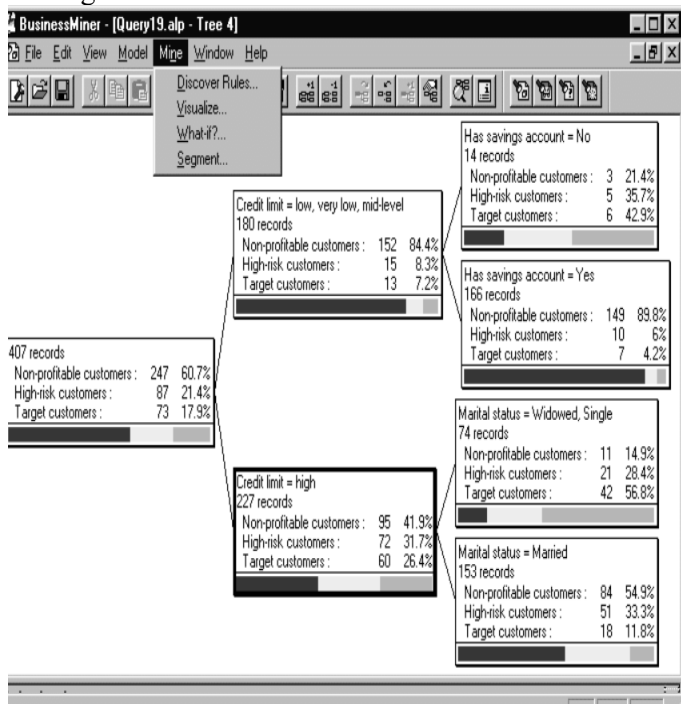 BusinessMiner - [Query19.alp - Tree 4]
File Edit View Model Mine Window Help
Discover Rules...
Visualize...
What-if?...
Segment...
407 records
Non-profitable customers : 247 60.7%
High-risk customers : 87 21.4%
Target customers : 73 17.9%
Credit limit = low, very low, mid-level
180 records
Non-profitable customers : 152 84.4%
High-risk customers : 15 8.3%
Target customers : 13 7.2%
Credit limit = high
227 records
Non-profitable customers : 95 41.9%
High-risk customers : 72 31.7%
Target customers : 60 26.4%
Has savings account = No
14 records
Non-profitable customers : 3 21.4%
High-risk customers : 5 35.7%
Target customers : 6 42.9%
Has savings account = Yes
166 records
Non-profitable customers : 149 89.8%
High-risk customers : 10 6%
Target customers : 7 4.2%
Marital status = Widowed, Single
74 records
Non-profitable customers : 11 14.9%
High-risk customers : 21 28.4%
Target customers : 42 56.8%
Marital status = Married
153 records
Non-profitable customers : 84 54.9%
High-risk customers : 51 33.3%
Target customers : 18 11.8%